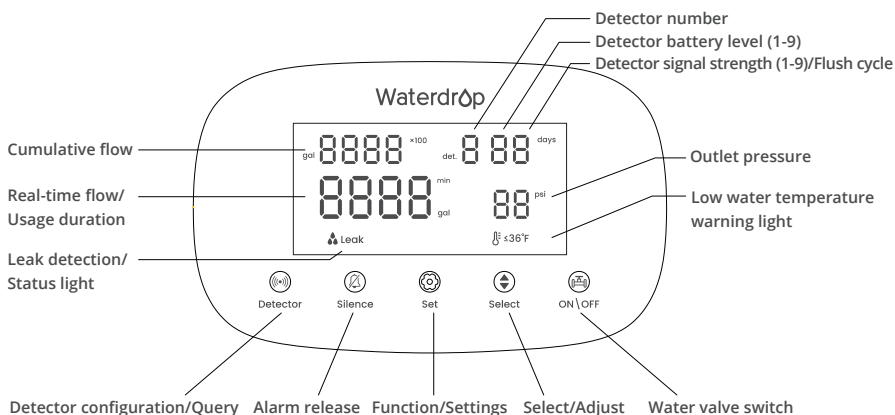 Detector number
Detector battery level (1-9)
Detector signal strength (1-9)/Flush cycle
Waterdrop
Cumulative flow
gal 8888 ×100
det. 8 88 days
Outlet pressure
Real-time flow/
Usage duration
8888 min gal
88 psi
Low water temperature
warning light
Leak
≤36°F
Leak detection/
Status light
Detector
Silence
Set
Select
ON\OFF
Detector configuration/Query
Alarm release
Function/Settings
Select/Adjust
Water valve switch